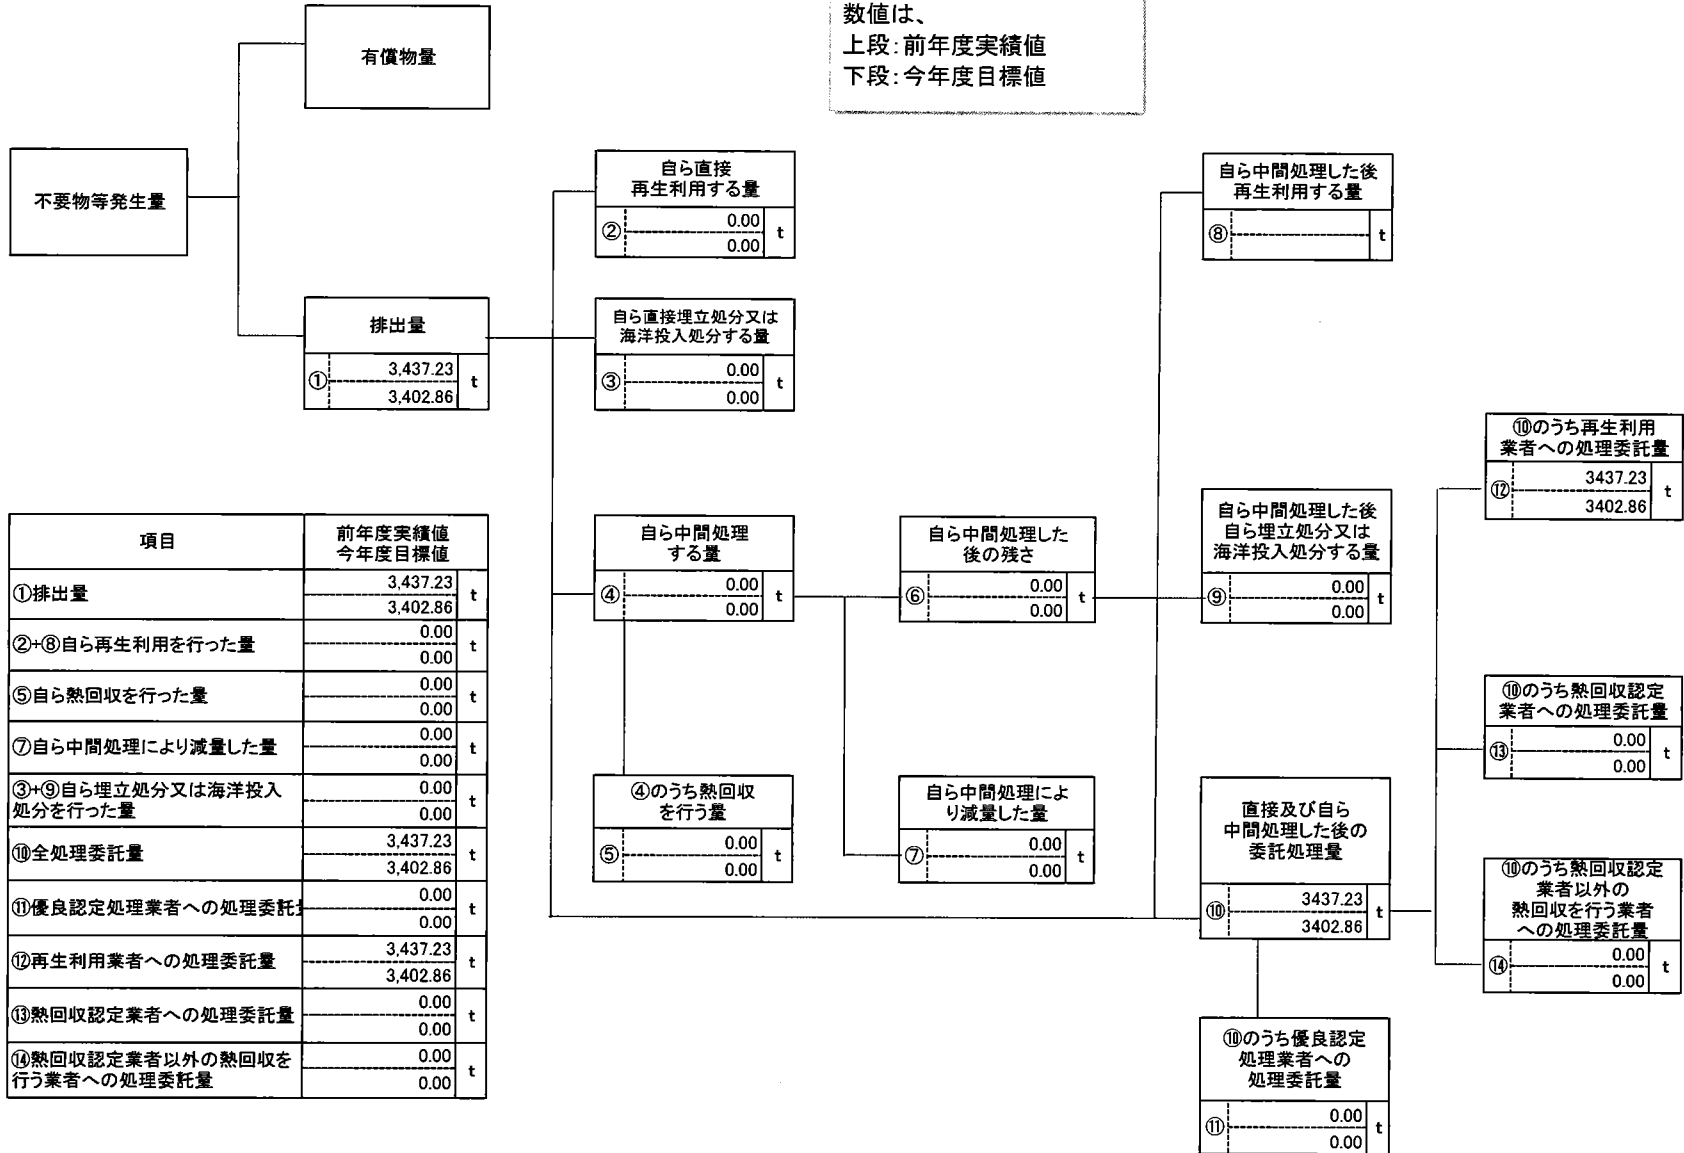 数値は、
上段：前年度実績値
下段：今年度目標値
有償物量
不要物等発生量
排出量
① 3,437.23 t
3,402.86
自ら直接
再生利用する量
② 0.00 t
0.00
自ら直接埋立処分又は
海洋投入処分する量
③ 0.00 t
0.00
自ら中間処理した後
再生利用する量
⑧ t
自ら中間処理
する量
④ 0.00 t
0.00
自ら中間処理した
後の残さ
⑥ 0.00 t
0.00
自ら中間処理した後
自ら埋立処分又は
海洋投入処分する量
⑨ 0.00 t
0.00
⑩のうち再生利用
業者への処理委託量
⑫ 3437.23 t
3402.86
⑩のうち熱回収認定
業者への処理委託量
⑬ 0.00 t
0.00
④のうち熱回収
を行う量
⑤ 0.00 t
0.00
自ら中間処理によ
り減量した量
⑦ 0.00 t
0.00
直接及び自ら
中間処理した後の
委託処理量
⑩ 3437.23 t
3402.86
⑩のうち熱回収認定
業者以外の
熱回収を行う業者
への処理委託量
⑭ 0.00 t
0.00
⑩のうち優良認定
処理業者への
処理委託量
⑪ 0.00 t
0.00
項目 前年度実績値
今年度目標値
①排出量 3,437.23 t
3,402.86
②+⑧自ら再生利用を行った量 0.00 t
0.00
⑤自ら熱回収を行った量 0.00 t
0.00
⑦自ら中間処理により減量した量 0.00 t
0.00
③+⑨自ら埋立処分又は海洋投入 0.00 t
処分を行った量 0.00
⑩全処理委託量 3,437.23 t
3,402.86
⑪優良認定処理業者への処理委託 0.00 t
0.00
⑫再生利用業者への処理委託量 3,437.23 t
3,402.86
⑬熱回収認定業者への処理委託量 0.00 t
0.00
⑭熱回収認定業者以外の熱回収を 0.00 t
行う業者への処理委託量 0.00